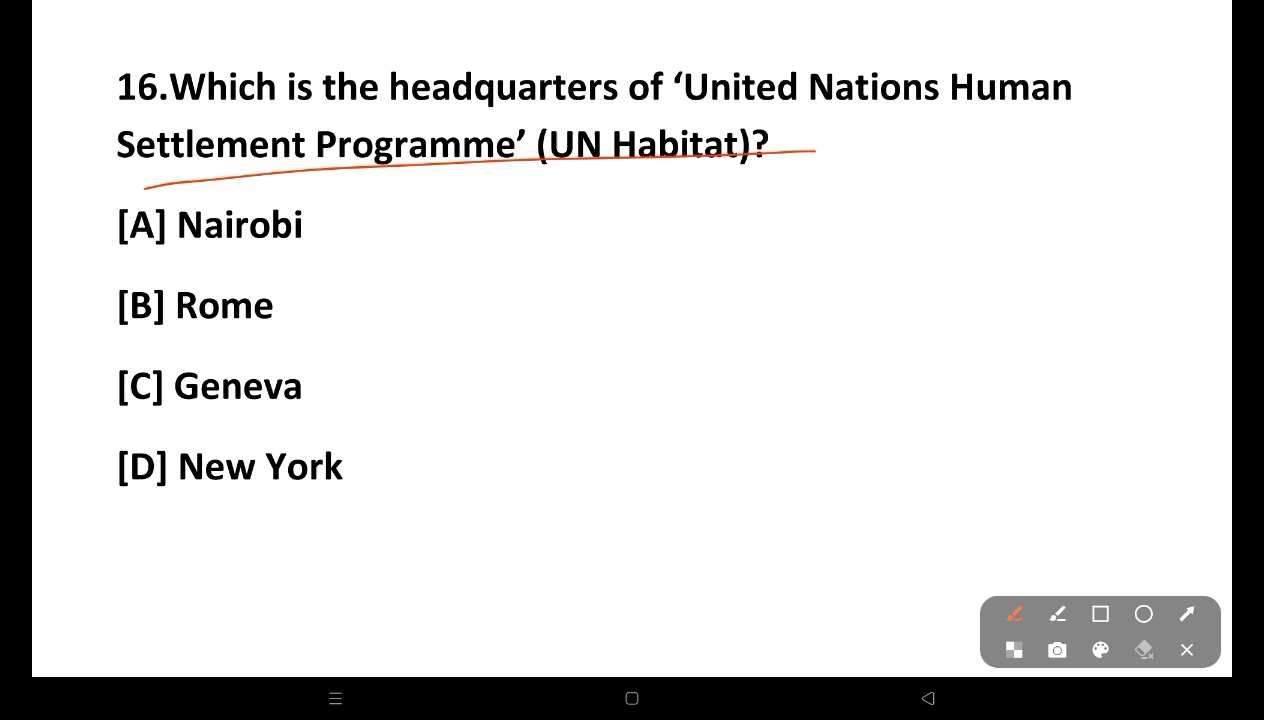 16.Which is the headquarters of ‘United Nations Human
Settlement Programme’ (UN Habitat)?
[A] Nairobi
[B] Rome
[C] Geneva
[D] New York